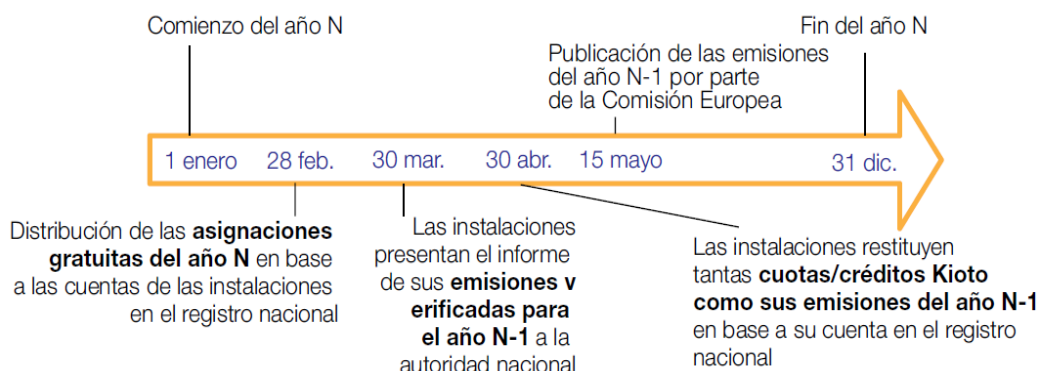 Comienzo del año N
Fin del año N
Publicación de las emisiones
del año N-1 por parte
de la Comisión Europea
1 enero
28 feb.
30 mar.
30 abr.
15 mayo
31 dic.
Distribución de las asignaciones
gratuitas del año N en base
a las cuentas de las instalaciones
en el registro nacional
Las instalaciones
presentan el informe
de sus emisiones v
erificadas para
el año N-1 a la
autoridad nacional
Las instalaciones restituyen
tantas cuotas/créditos Kioto
como sus emisiones del año N-1
en base a su cuenta en el registro
nacional